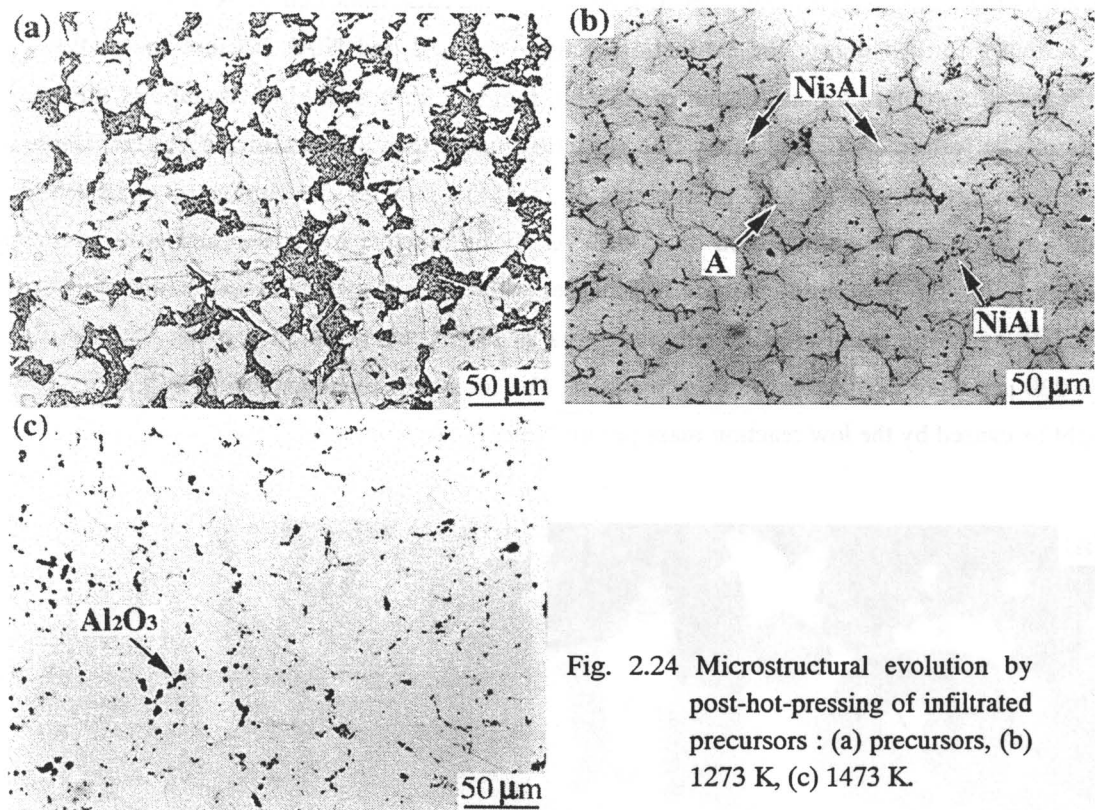 (a)
(b)
Ni₃Al
A
NiAl
50 µm
50 µm
(c)
Al₂O₃
50 µm
Fig. 2.24 Microstructural evolution by
post-hot-pressing of infiltrated
precursors : (a) precursors, (b)
1273 K, (c) 1473 K.